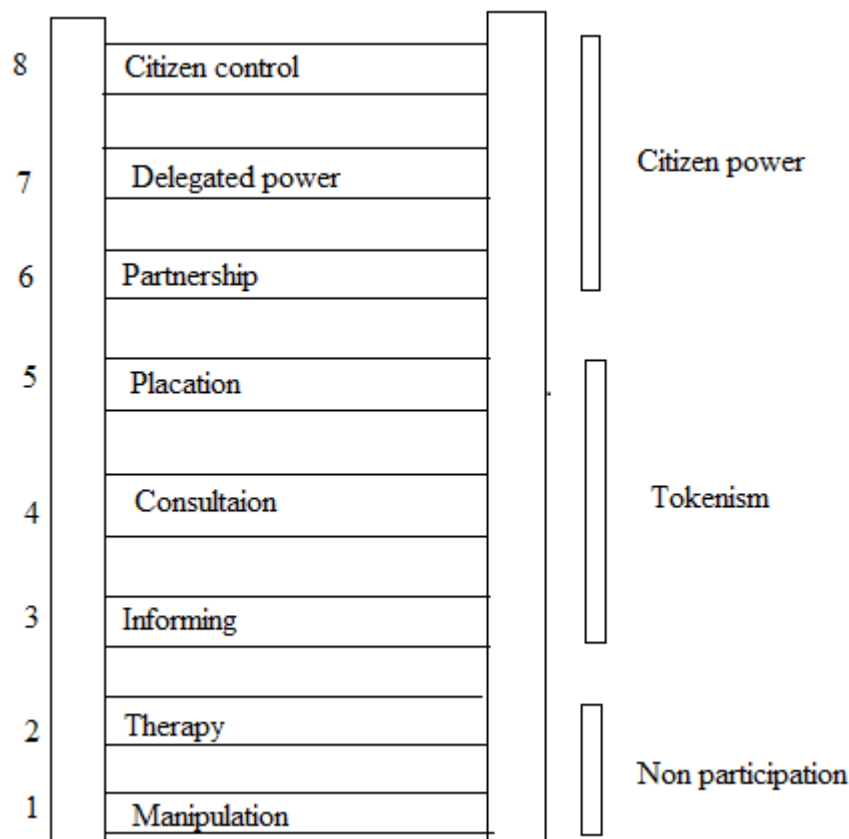 8 Citizen control
Citizen power
7 Delegated power
6 Partnership
5 Placation
4 Consultaion
Tokenism
3 Informing
2 Therapy
Non participation
1 Manipulation